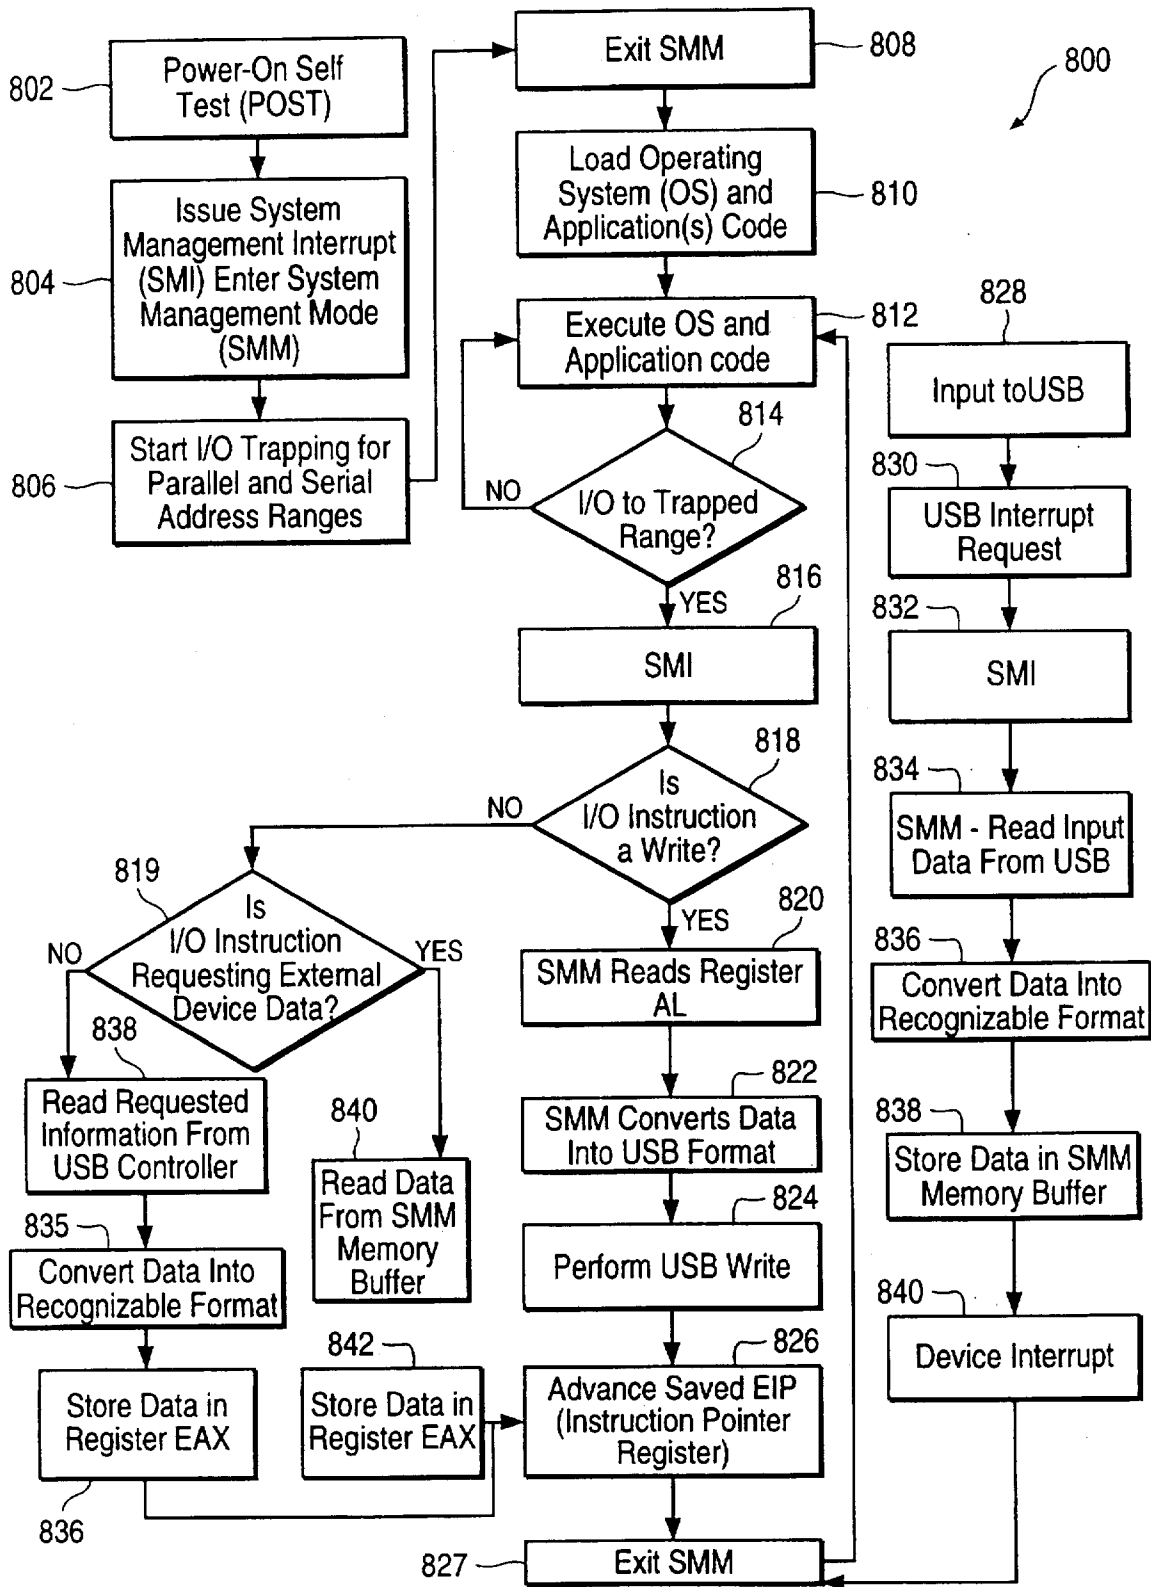 800
802
Power-On Self
Test (POST)
804
Issue System
Management Interrupt
(SMI) Enter System
Management Mode
(SMM)
806
Start I/O Trapping for
Parallel and Serial
Address Ranges
808
Exit SMM
810
Load Operating
System (OS) and
Application(s) Code
812
Execute OS and
Application code
814
I/O to Trapped
Range?
NO
YES
816
SMI
818
Is
I/O Instruction
a Write?
NO
YES
819
Is
I/O Instruction
Requesting External
Device Data?
NO
YES
838
Read Requested
Information From
USB Controller
835
Convert Data Into
Recognizable Format
Store Data in
Register EAX
836
840
Read Data
From SMM
Memory
Buffer
842
Store Data in
Register EAX
820
SMM Reads Register
AL
822
SMM Converts Data
Into USB Format
824
Perform USB Write
826
Advance Saved EIP
(Instruction Pointer
Register)
827
Exit SMM
828
Input toUSB
830
USB Interrupt
Request
832
SMI
834
SMM - Read Input
Data From USB
836
Convert Data Into
Recognizable Format
838
Store Data in SMM
Memory Buffer
840
Device Interrupt